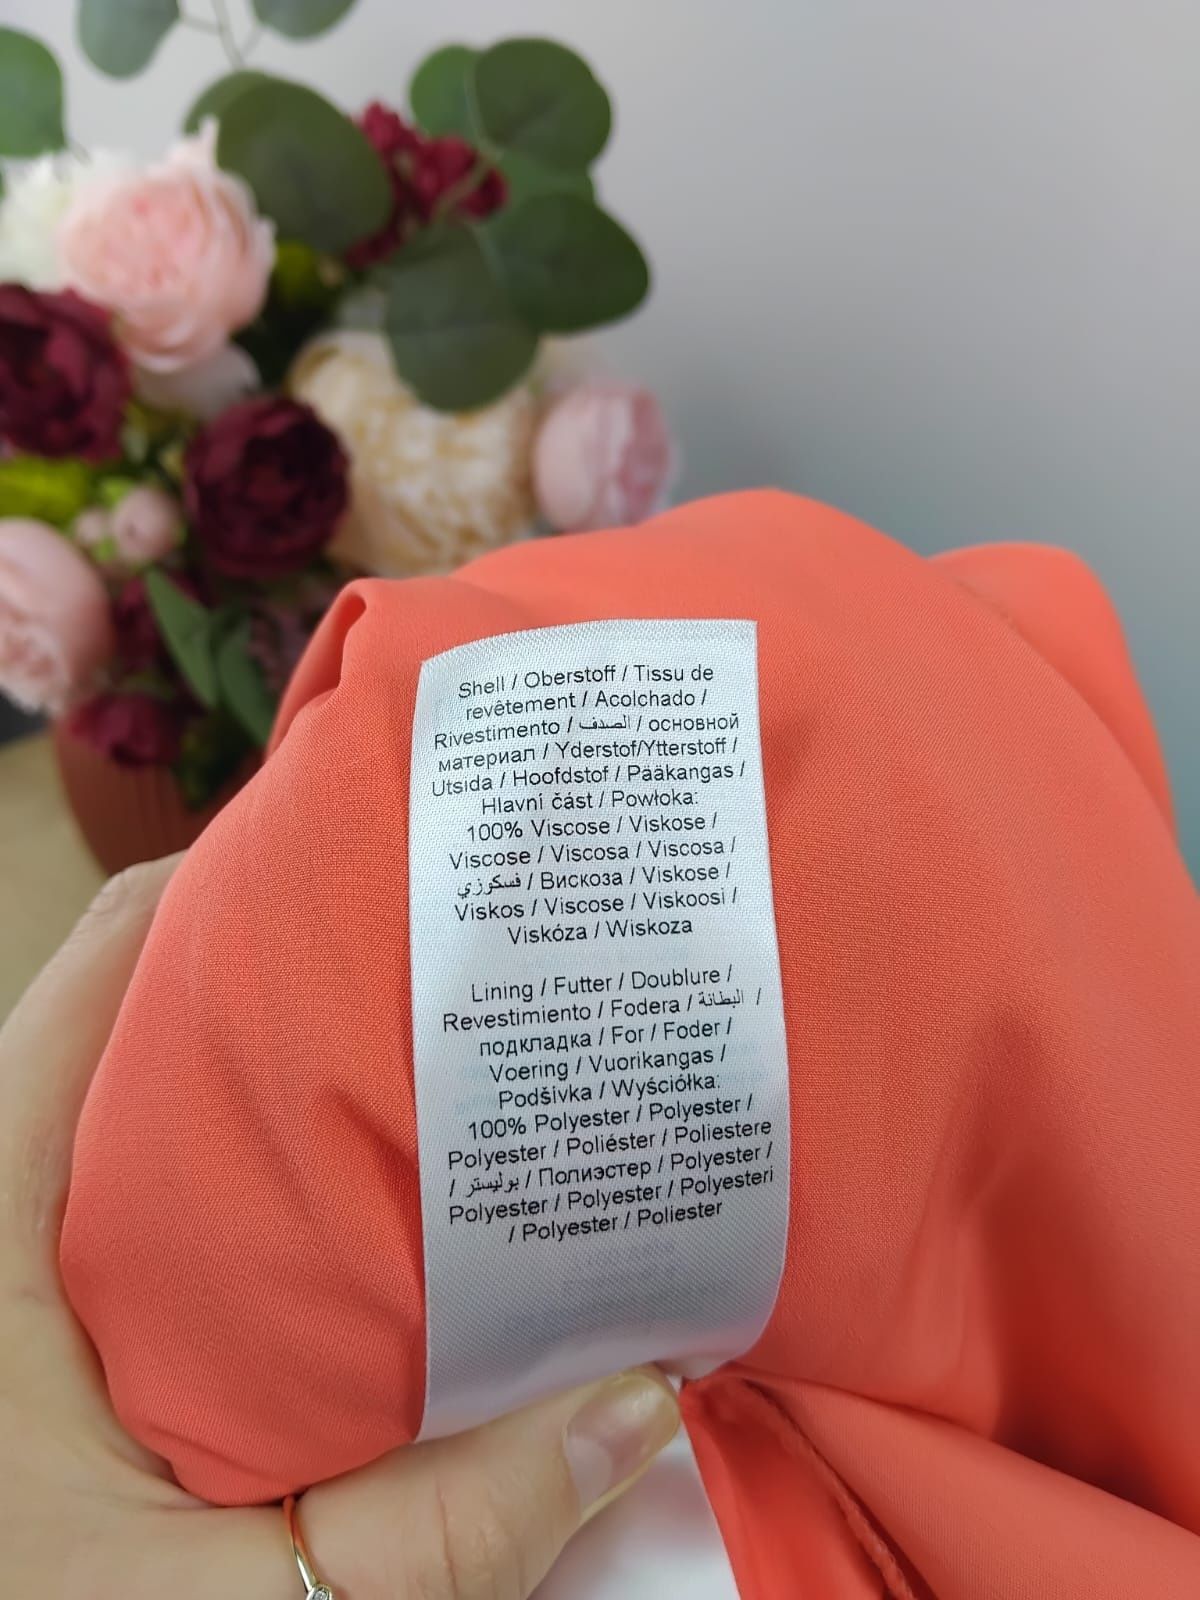 Shell / Oberstoff / Tissu de
revêtement / Acolchado /
Rivestimento / الصدف / основной
материал / Yderstof/Ytterstoff /
Utsida / Hoofdstof / Pääkangas /
Hlavní část / Powłoka:
100% Viscose / Viskose /
Viscose / Viscosa / Viscosa /
فسكوزي / Вискоза / Viskose /
Viskos / Viscose / Viskoosi /
Viskóza / Wiskoza
Lining / Futter / Doublure /
Revestimiento / Fodera / البطانة /
подкладка / For / Foder /
Voering / Vuorikangas /
Podšívka / Wyściółka:
100% Polyester / Polyester /
Polyester / Poliéster / Poliestere
/ بوليستر / Полиэстер / Polyester /
Polyester / Polyester / Polyesteri
/ Polyester / Poliester